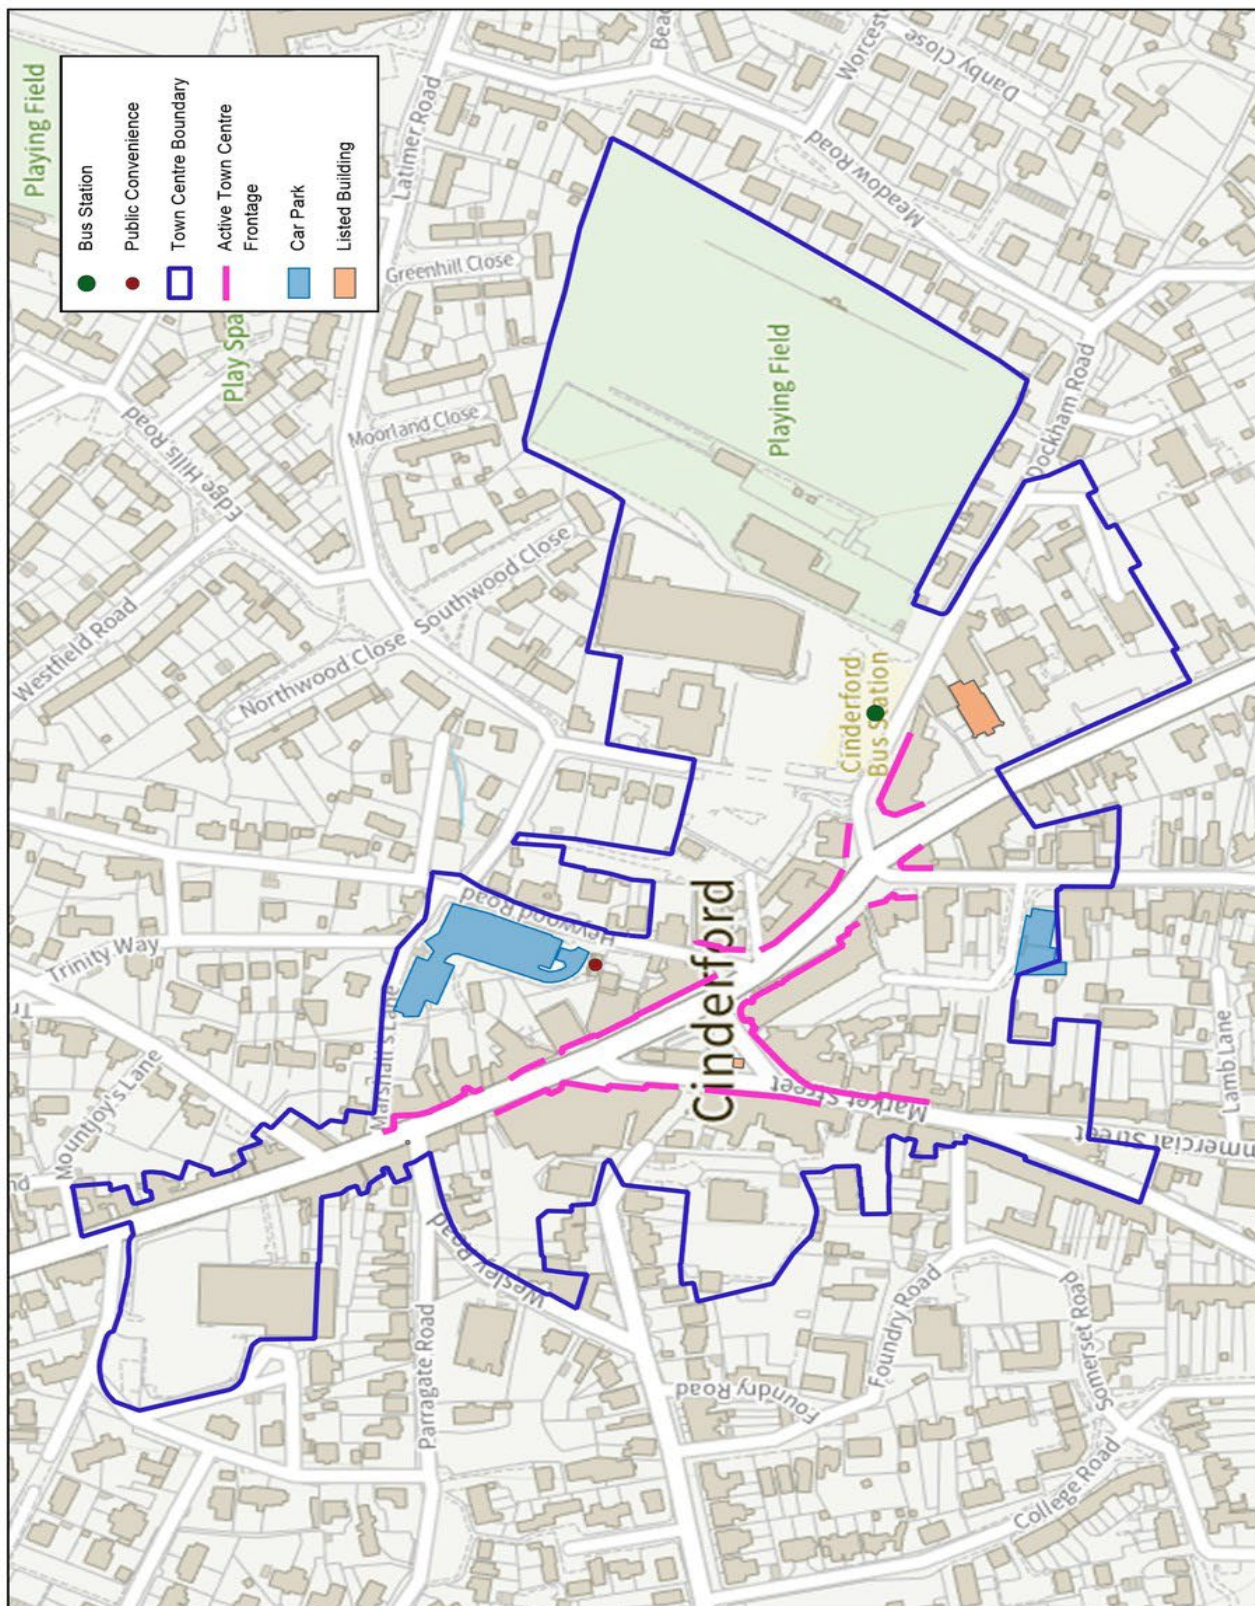 Playing Field
Bus Station
Public Convenience
Town Centre Boundary
Active Town Centre
Frontage
Car Park
Listed Building
Latimer Road
Worcest
Danby Close
Meadow Road
Greenhill Close
Play Spa
Moorland Close
Edge Hills Road
Playing Field
Dockham Road
Southwood Close
Northwood Close
Westfield Road
Cinderford
Bus Station
Heywood Road
Trinity Way
Marshall's Lane
Mountjoy's Lane
Cinderford
Market Street
mmercial Street
Lamb Lane
Wesley Road
Parragate Road
Foundry Road
Foundry Road
Somerset Road
College Road